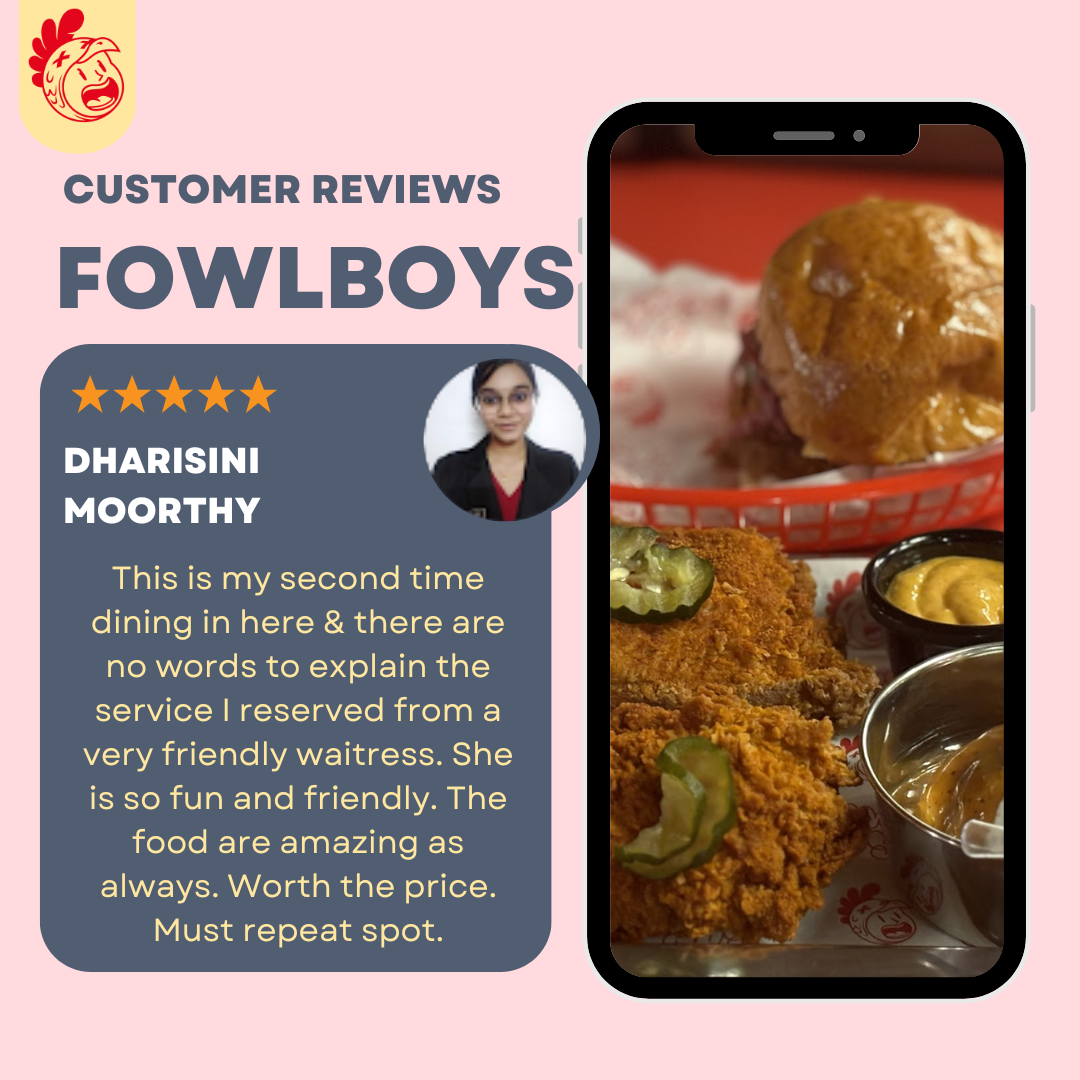 CUSTOMER REVIEWS
FOWLBOYS
DHARISINI
MOORTHY
This is my second time
dining in here & there are
no words to explain the
service I reserved from a
very friendly waitress. She
is so fun and friendly. The
food are amazing as
always. Worth the price.
Must repeat spot.